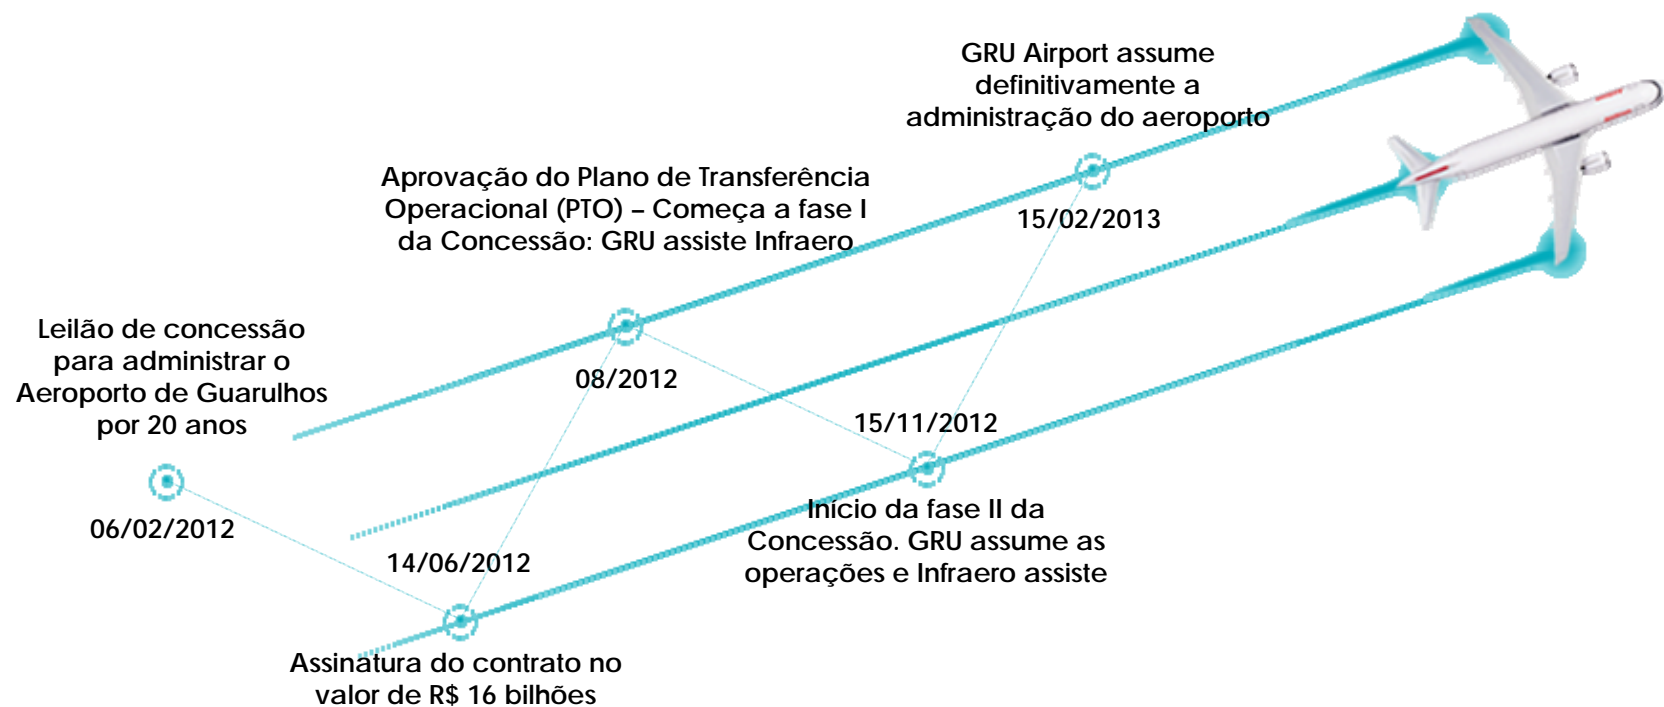 Leilão de concessão
para administrar o
Aeroporto de Guarulhos
por 20 anos
06/02/2012
14/06/2012
Assinatura do contrato no
valor de R$ 16 bilhões
Aprovação do Plano de Transferência
Operacional (PTO) – Começa a fase I
da Concessão: GRU assiste Infraero
08/2012
15/11/2012
Início da fase II da
Concessão. GRU assume as
operações e Infraero assiste
GRU Airport assume
definitivamente a
administração do aeroporto
15/02/2013